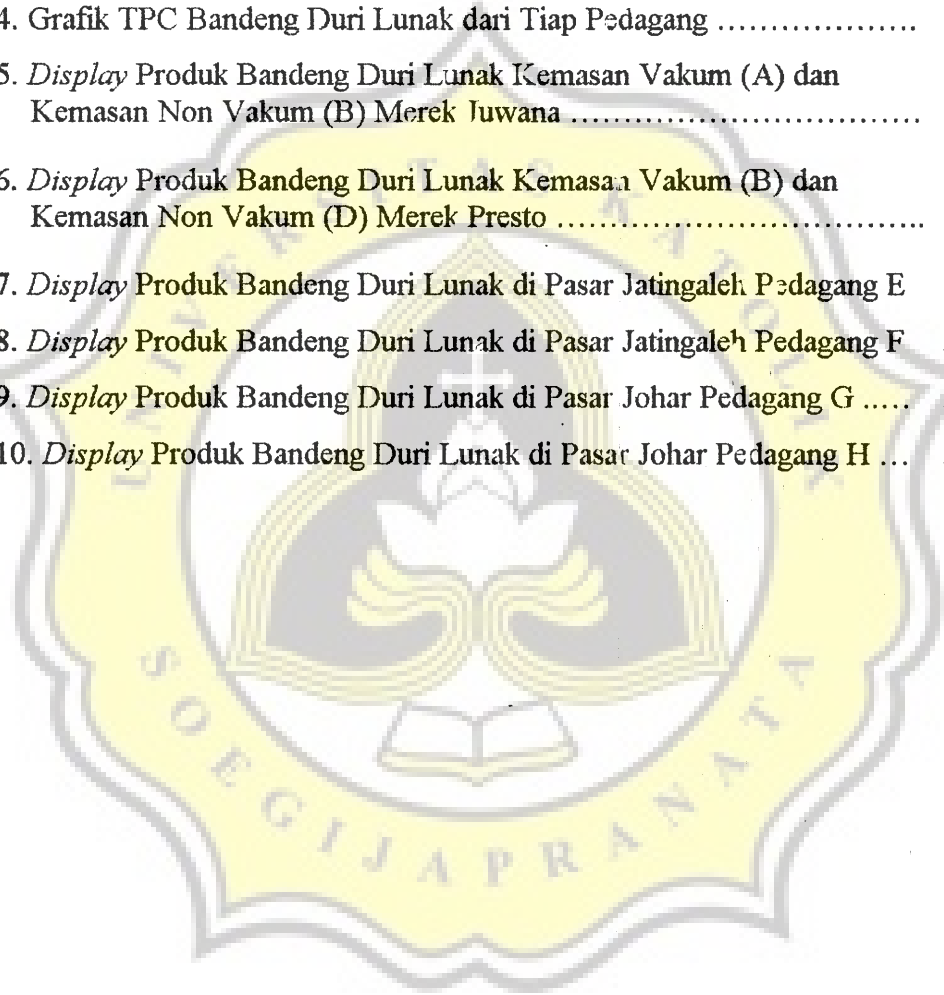 4. Grafik TPC Bandeng Duri Lunak dari Tiap Pedagang ...................
5. Display Produk Bandeng Duri Lunak Kemasan Vakum (A) dan
Kemasan Non Vakum (B) Merek Juwana .................................
6. Display Produk Bandeng Duri Lunak Kemasan Vakum (B) dan
Kemasan Non Vakum (D) Merek Presto ...................................
7. Display Produk Bandeng Duri Lunak di Pasar Jatingaleh Pedagang E
8. Display Produk Bandeng Duri Lunak di Pasar Jatingaleh Pedagang F
9. Display Produk Bandeng Duri Lunak di Pasar Johar Pedagang G .....
10. Display Produk Bandeng Duri Lunak di Pasar Johar Pedagang H ...
UNIVERSITAS KATOLIK
SOEGIJAPRANATA